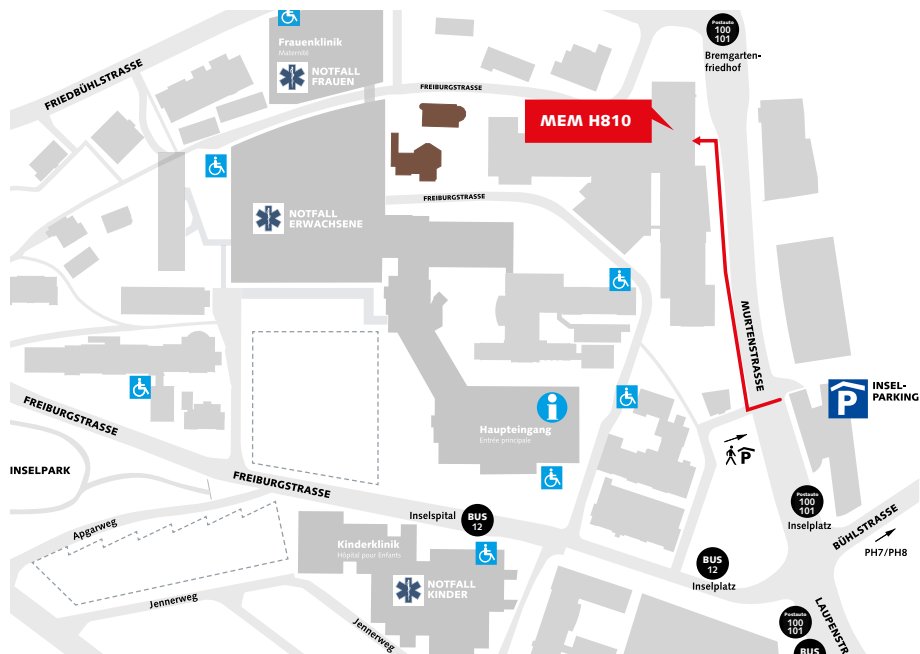 Postauto
100
101
Bremgarten-
friedhof
Frauenklinik
Maternité
NOTFALL
FRAUEN
FRIEDBÜHLSTRASSE
FREIBURGSTRASSE
MEM H810
FREIBURGSTRASSE
NOTFALL
ERWACHSENE
MURTENSTRASSE
INSEL-
PARKING
P
i
Haupteingang
Entrée principale
FREIBURGSTRASSE
P
INSELPARK
FREIBURGSTRASSE
Postauto
100
101
Inselplatz
Inselspital
BUS
12
BÜHLSTRASSE
PH7/PH8
Apgarweg
Kinderklinik
Hôpital pour Enfants
BUS
12
Inselplatz
NOTFALL
KINDER
Jennerweg
Jennerweg
LAUPENSTR
Postauto
100
101
BUS